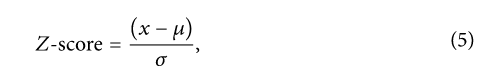 Z-score = (x − μ) / σ, (5)